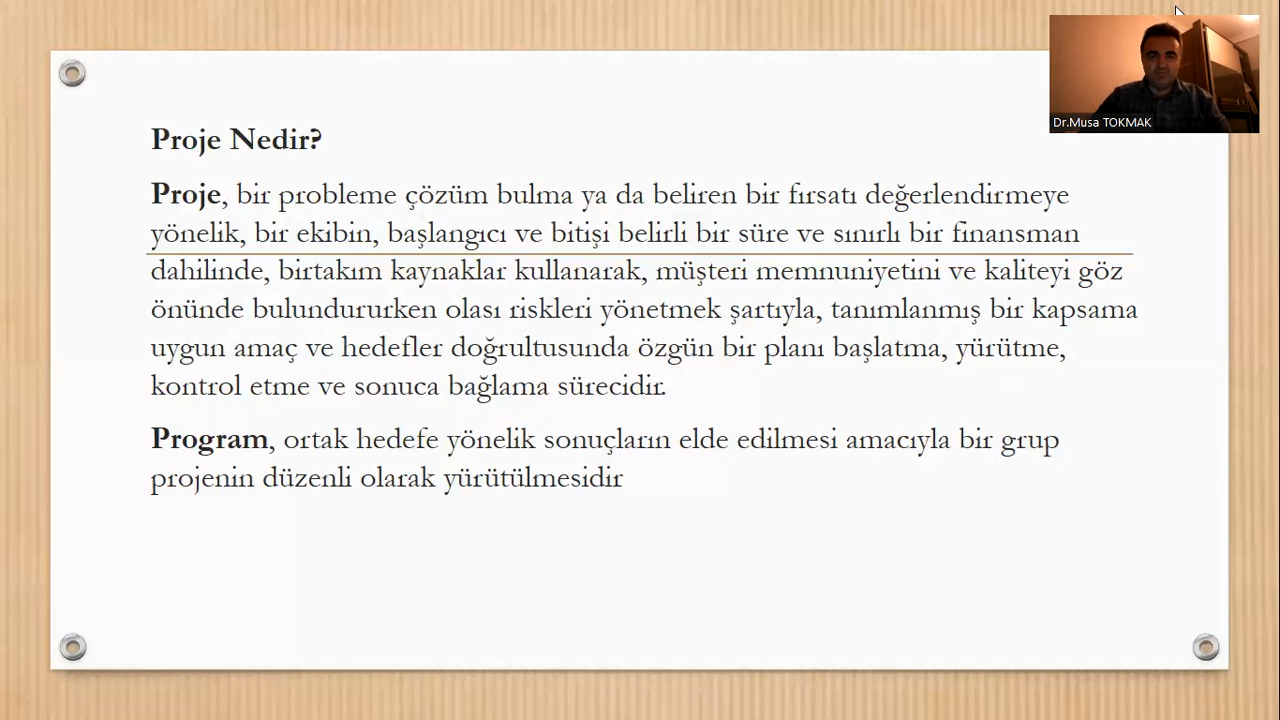 Dr.Musa TOKMAK
Proje Nedir?
Proje, bir probleme çözüm bulma ya da beliren bir fırsatı değerlendirmeye
yönelik, bir ekibin, başlangıcı ve bitişi belirli bir süre ve sınırlı bir finansman
dahilinde, birtakım kaynaklar kullanarak, müşteri memnuniyetini ve kaliteyi göz
önünde bulundururken olası riskleri yönetmek şartıyla, tanımlanmış bir kapsama
uygun amaç ve hedefler doğrultusunda özgün bir planı başlatma, yürütme,
kontrol etme ve sonuca bağlama sürecidir.
Program, ortak hedefe yönelik sonuçların elde edilmesi amacıyla bir grup
projenin düzenli olarak yürütülmesidir